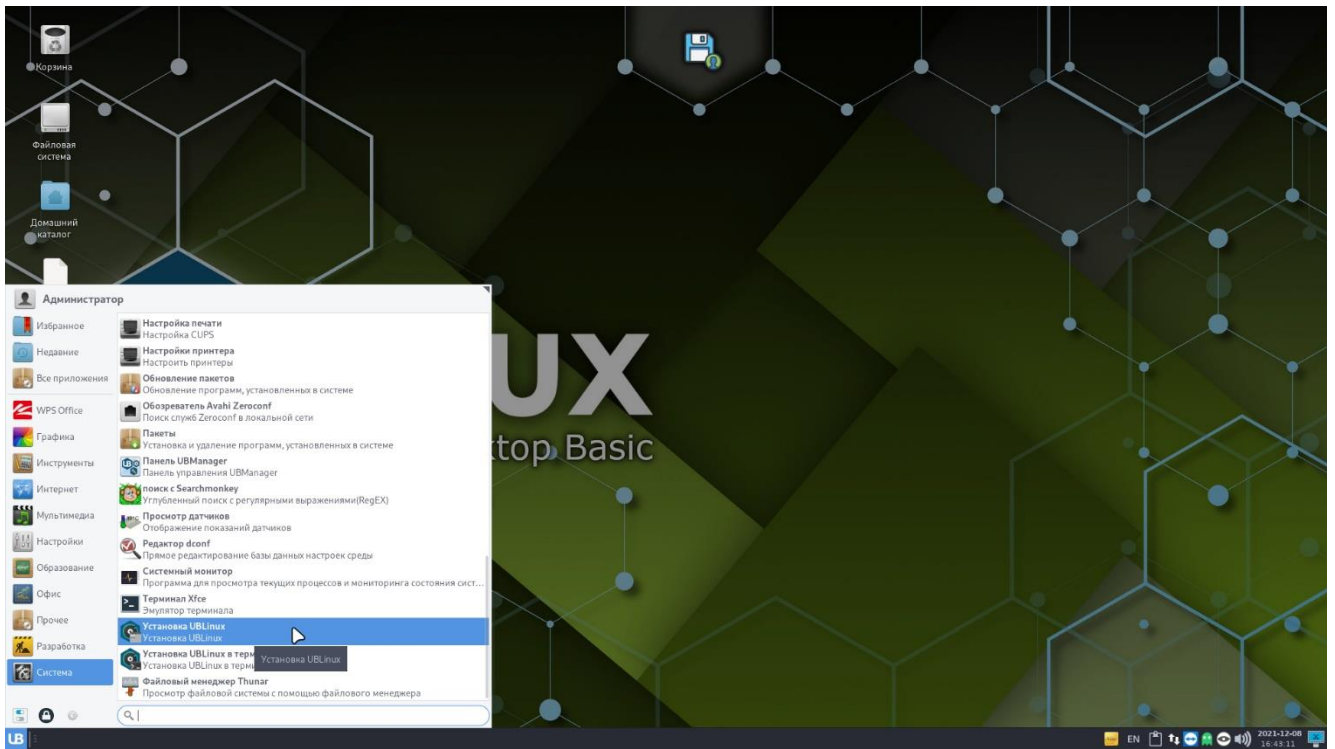 Корзина
Файловая
система
Домашний
каталог
UX
top Basic
Администратор
Избранное
Недавние
Все приложения
WPS Office
Графика
Инструменты
Интернет
Мультимедиа
Настройки
Образование
Офис
Прочее
Разработка
Система
Настройка печати
Настройка CUPS
Настройки принтера
Настроить принтеры
Обновление пакетов
Обновление программ, установленных в системе
Обозреватель Avahi Zeroconf
Поиск служб Zeroconf в локальной сети
Пакеты
Установка и удаление программ, установленных в системе
Панель UBManager
Панель управления UBManager
поиск с Searchmonkey
Углубленный поиск с регулярными выражениями(RegEX)
Просмотр датчиков
Отображение показаний датчиков
Редактор dconf
Прямое редактирование базы данных настроек среды
Системный монитор
Программа для просмотра текущих процессов и мониторинга состояния сист...
Терминал Xfce
Эмулятор терминала
Установка UBLinux
Установка UBLinux
Установка UBLinux в терм
Установка UBLinux в терм
Установка UBLinux
Файловый менеджер Thunar
Просмотр файловой системы с помощью файлового менеджера
UB
EN
2021-12-08
16:43:11